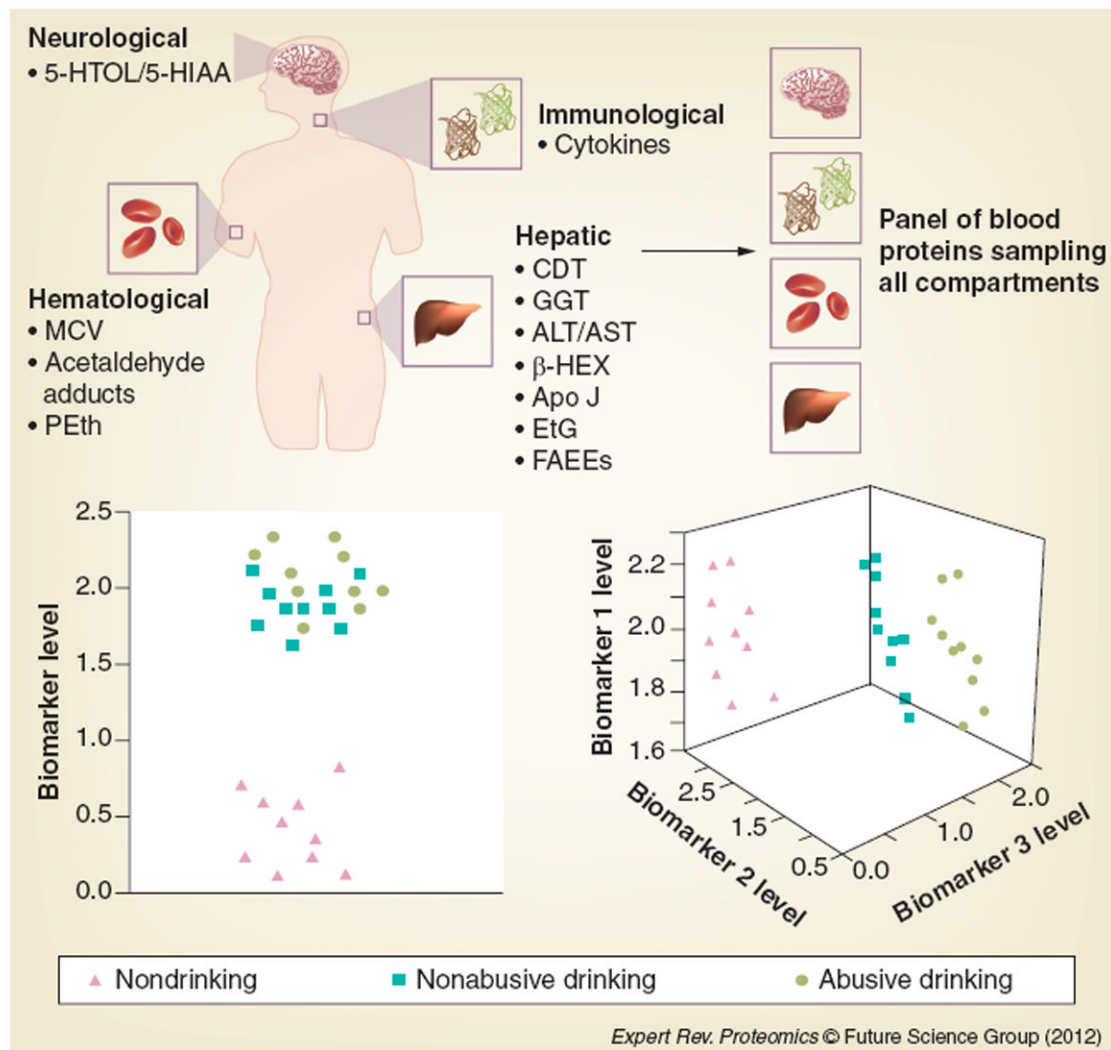 Neurological
• 5-HTOL/5-HIAA
Immunological
• Cytokines
Hematological
• MCV
• Acetaldehyde
adducts
• PEth
Hepatic
• CDT
• GGT
• ALT/AST
• β-HEX
• Apo J
• EtG
• FAEEs
Panel of blood
proteins sampling
all compartments
Biomarker level
2.5
2.0
1.5
1.0
0.5
0.0
Biomarker 1 level
2.2
2.0
1.8
1.6
2.5
1.5
0.5
Biomarker 2 level
0.0
1.0
2.0
Biomarker 3 level
Nondrinking
Nonabusive drinking
Abusive drinking
Expert Rev. Proteomics © Future Science Group (2012)